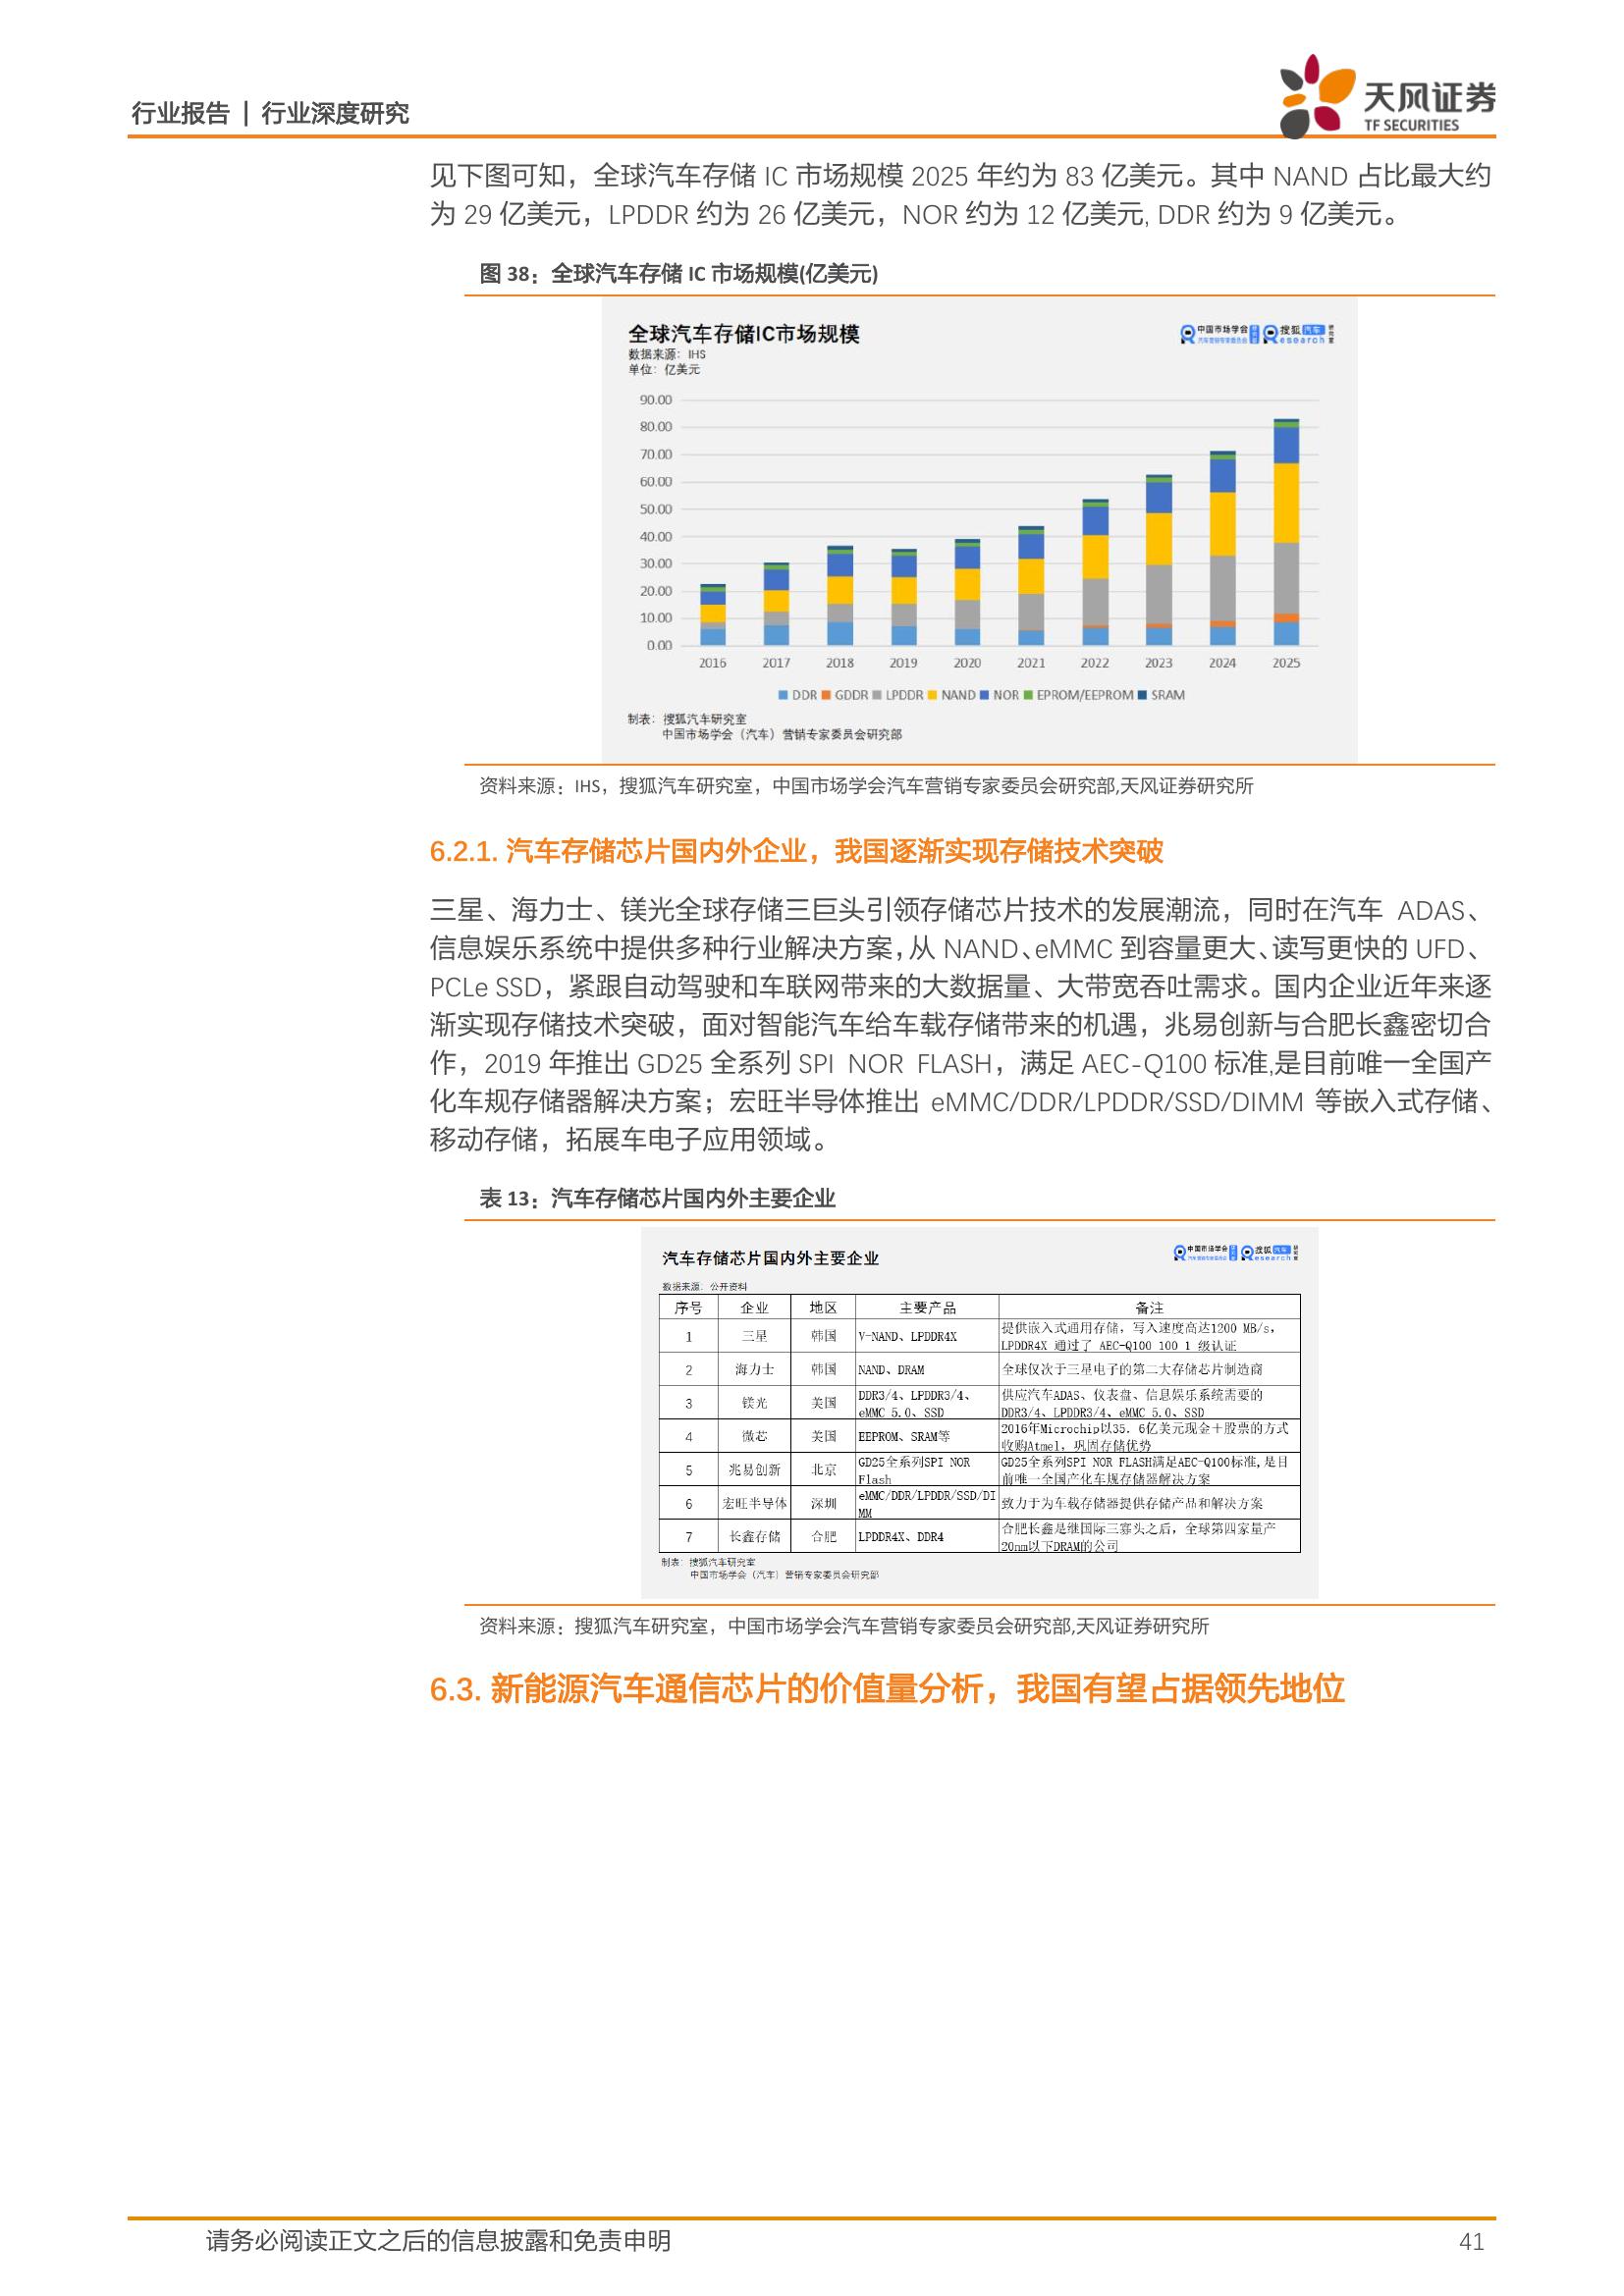 行业报告 | 行业深度研究
天风证券
TF SECURITIES
见下图可知，全球汽车存储 IC 市场规模 2025 年约为 83 亿美元。其中 NAND 占比最大约
为 29 亿美元，LPDDR 约为 26 亿美元，NOR 约为 12 亿美元, DDR 约为 9 亿美元。
图 38：全球汽车存储 IC 市场规模(亿美元)
全球汽车存储IC市场规模
数据来源：IHS
单位：亿美元
中国市场学会
汽车营销专家委员会
搜狐 汽车
Research
90.00
80.00
70.00
60.00
50.00
40.00
30.00
20.00
10.00
0.00
2016 2017 2018 2019 2020 2021 2022 2023 2024 2025
DDR GDDR LPDDR NAND NOR EPROM/EEPROM SRAM
制表：搜狐汽车研究室
中国市场学会（汽车）营销专家委员会研究部
资料来源：IHS，搜狐汽车研究室，中国市场学会汽车营销专家委员会研究部,天风证券研究所
6.2.1. 汽车存储芯片国内外企业，我国逐渐实现存储技术突破
三星、海力士、镁光全球存储三巨头引领存储芯片技术的发展潮流，同时在汽车 ADAS、
信息娱乐系统中提供多种行业解决方案，从 NAND、eMMC 到容量更大、读写更快的 UFD、
PCLe SSD，紧跟自动驾驶和车联网带来的大数据量、大带宽吞吐需求。国内企业近年来逐
渐实现存储技术突破，面对智能汽车给车载存储带来的机遇，兆易创新与合肥长鑫密切合
作，2019 年推出 GD25 全系列 SPI NOR FLASH，满足 AEC-Q100 标准,是目前唯一全国产
化车规存储器解决方案；宏旺半导体推出 eMMC/DDR/LPDDR/SSD/DIMM 等嵌入式存储、
移动存储，拓展车电子应用领域。
表 13：汽车存储芯片国内外主要企业
汽车存储芯片国内外主要企业
中国市场学会
搜狐 汽车
Research
数据来源：公开资料
序号 企业 地区 主要产品 备注
1 三星 韩国 V-NAND、LPDDR4X 提供嵌入式通用存储，写入速度高达1200 MB/s，
LPDDR4X 通过了 AEC-Q100 100 1 级认证
2 海力士 韩国 NAND、DRAM 全球仅次于三星电子的第二大存储芯片制造商
3 镁光 美国 DDR3/4、LPDDR3/4、 供应汽车ADAS、仪表盘、信息娱乐系统需要的
eMMC 5.0、SSD DDR3/4、LPDDR3/4、eMMC 5.0、SSD
4 微芯 美国 EEPROM、SRAM等 2016年Microchip以35. 6亿美元现金＋股票的方式
收购Atmel，巩固存储优势
5 兆易创新 北京 GD25全系列SPI NOR GD25全系列SPI NOR FLASH满足AEC-Q100标准,是目
Flash 前唯一全国产化车规存储器解决方案
6 宏旺半导体 深圳 eMMC/DDR/LPDDR/SSD/DI 致力于为车载存储器提供存储产品和解决方案
MM
7 长鑫存储 合肥 LPDDR4X、DDR4 合肥长鑫是继国际三寡头之后，全球第四家量产
20nm以下DRAM的公司
制表：搜狐汽车研究室
中国市场学会（汽车）营销专家委员会研究部
资料来源：搜狐汽车研究室，中国市场学会汽车营销专家委员会研究部,天风证券研究所
6.3. 新能源汽车通信芯片的价值量分析，我国有望占据领先地位
请务必阅读正文之后的信息披露和免责申明
41